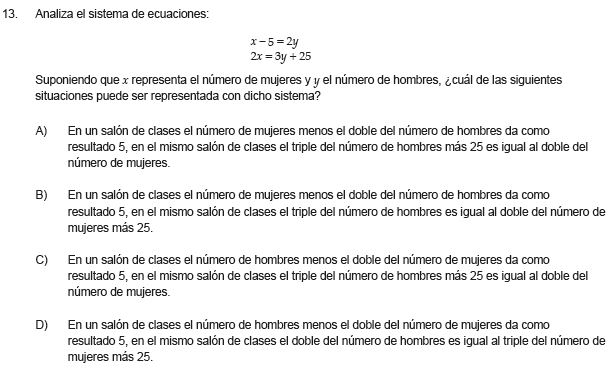 13. Analiza el sistema de ecuaciones:
x − 5 = 2y
2x = 3y + 25
Suponiendo que x representa el número de mujeres y y el número de hombres, ¿cuál de las siguientes
situaciones puede ser representada con dicho sistema?
A) En un salón de clases el número de mujeres menos el doble del número de hombres da como
resultado 5, en el mismo salón de clases el triple del número de hombres más 25 es igual al doble del
número de mujeres.
B) En un salón de clases el número de mujeres menos el doble del número de hombres da como
resultado 5, en el mismo salón de clases el triple del número de hombres es igual al doble del número de
mujeres más 25.
C) En un salón de clases el número de hombres menos el doble del número de mujeres da como
resultado 5, en el mismo salón de clases el triple del número de hombres más 25 es igual al doble del
número de mujeres.
D) En un salón de clases el número de hombres menos el doble del número de mujeres da como
resultado 5, en el mismo salón de clases el doble del número de hombres es igual al triple del número de
mujeres más 25.